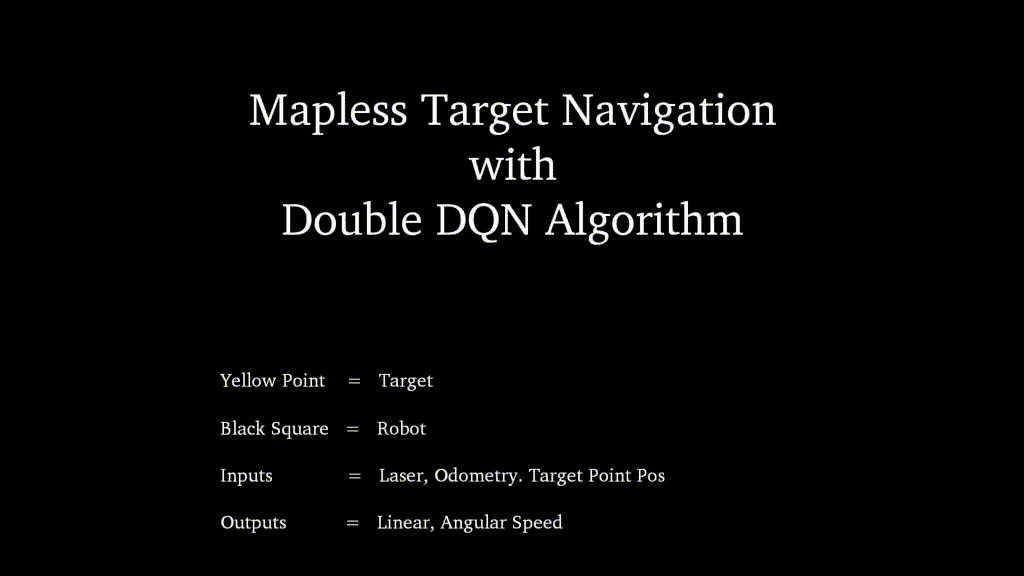 Mapless Target Navigation
with
Double DQN Algorithm
Yellow Point = Target
Black Square = Robot
Inputs = Laser, Odometry. Target Point Pos
Outputs = Linear, Angular Speed